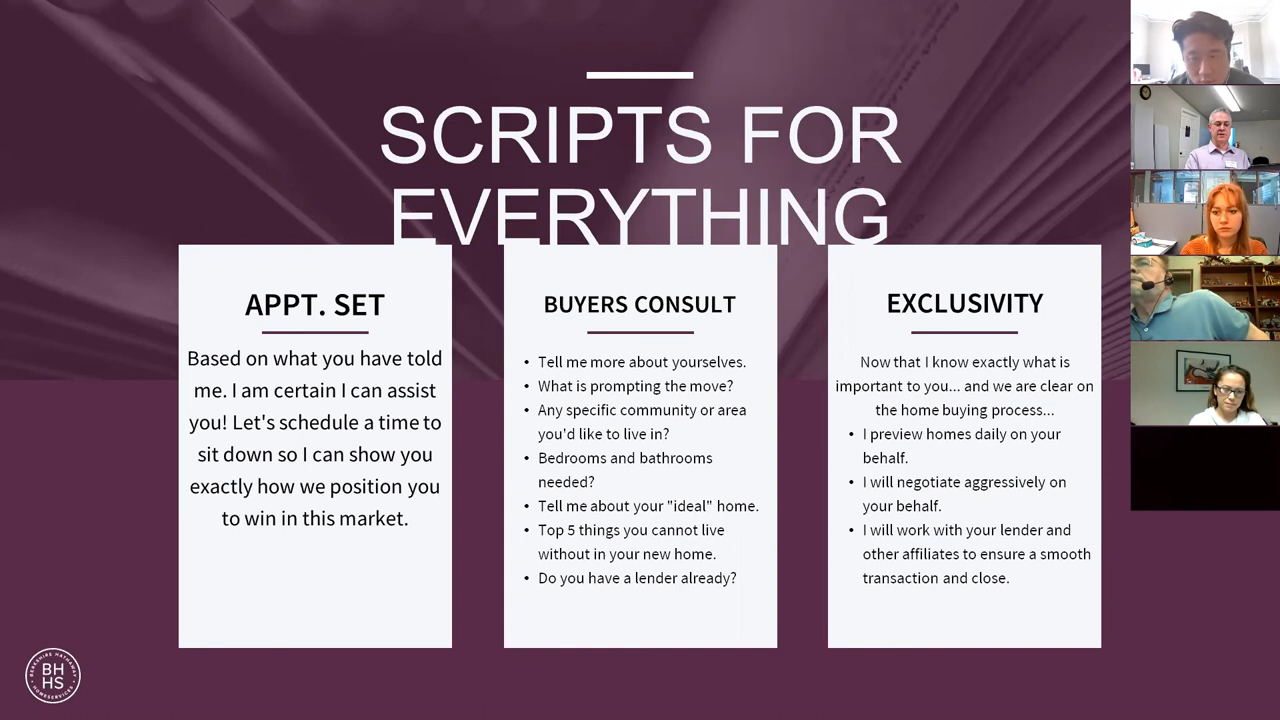 SCRIPTS FOR
EVERYTHING
APPT. SET
Based on what you have told
me. I am certain I can assist
you! Let's schedule a time to
sit down so I can show you
exactly how we position you
to win in this market.
BUYERS CONSULT
• Tell me more about yourselves.
• What is prompting the move?
• Any specific community or area
you'd like to live in?
• Bedrooms and bathrooms
needed?
• Tell me about your "ideal" home.
• Top 5 things you cannot live
without in your new home.
• Do you have a lender already?
EXCLUSIVITY
Now that I know exactly what is
important to you... and we are clear on
the home buying process...
• I preview homes daily on your
behalf.
• I will negotiate aggressively on
your behalf.
• I will work with your lender and
other affiliates to ensure a smooth
transaction and close.
BERKSHIRE HATHAWAY
BH
HS
HOMESERVICES